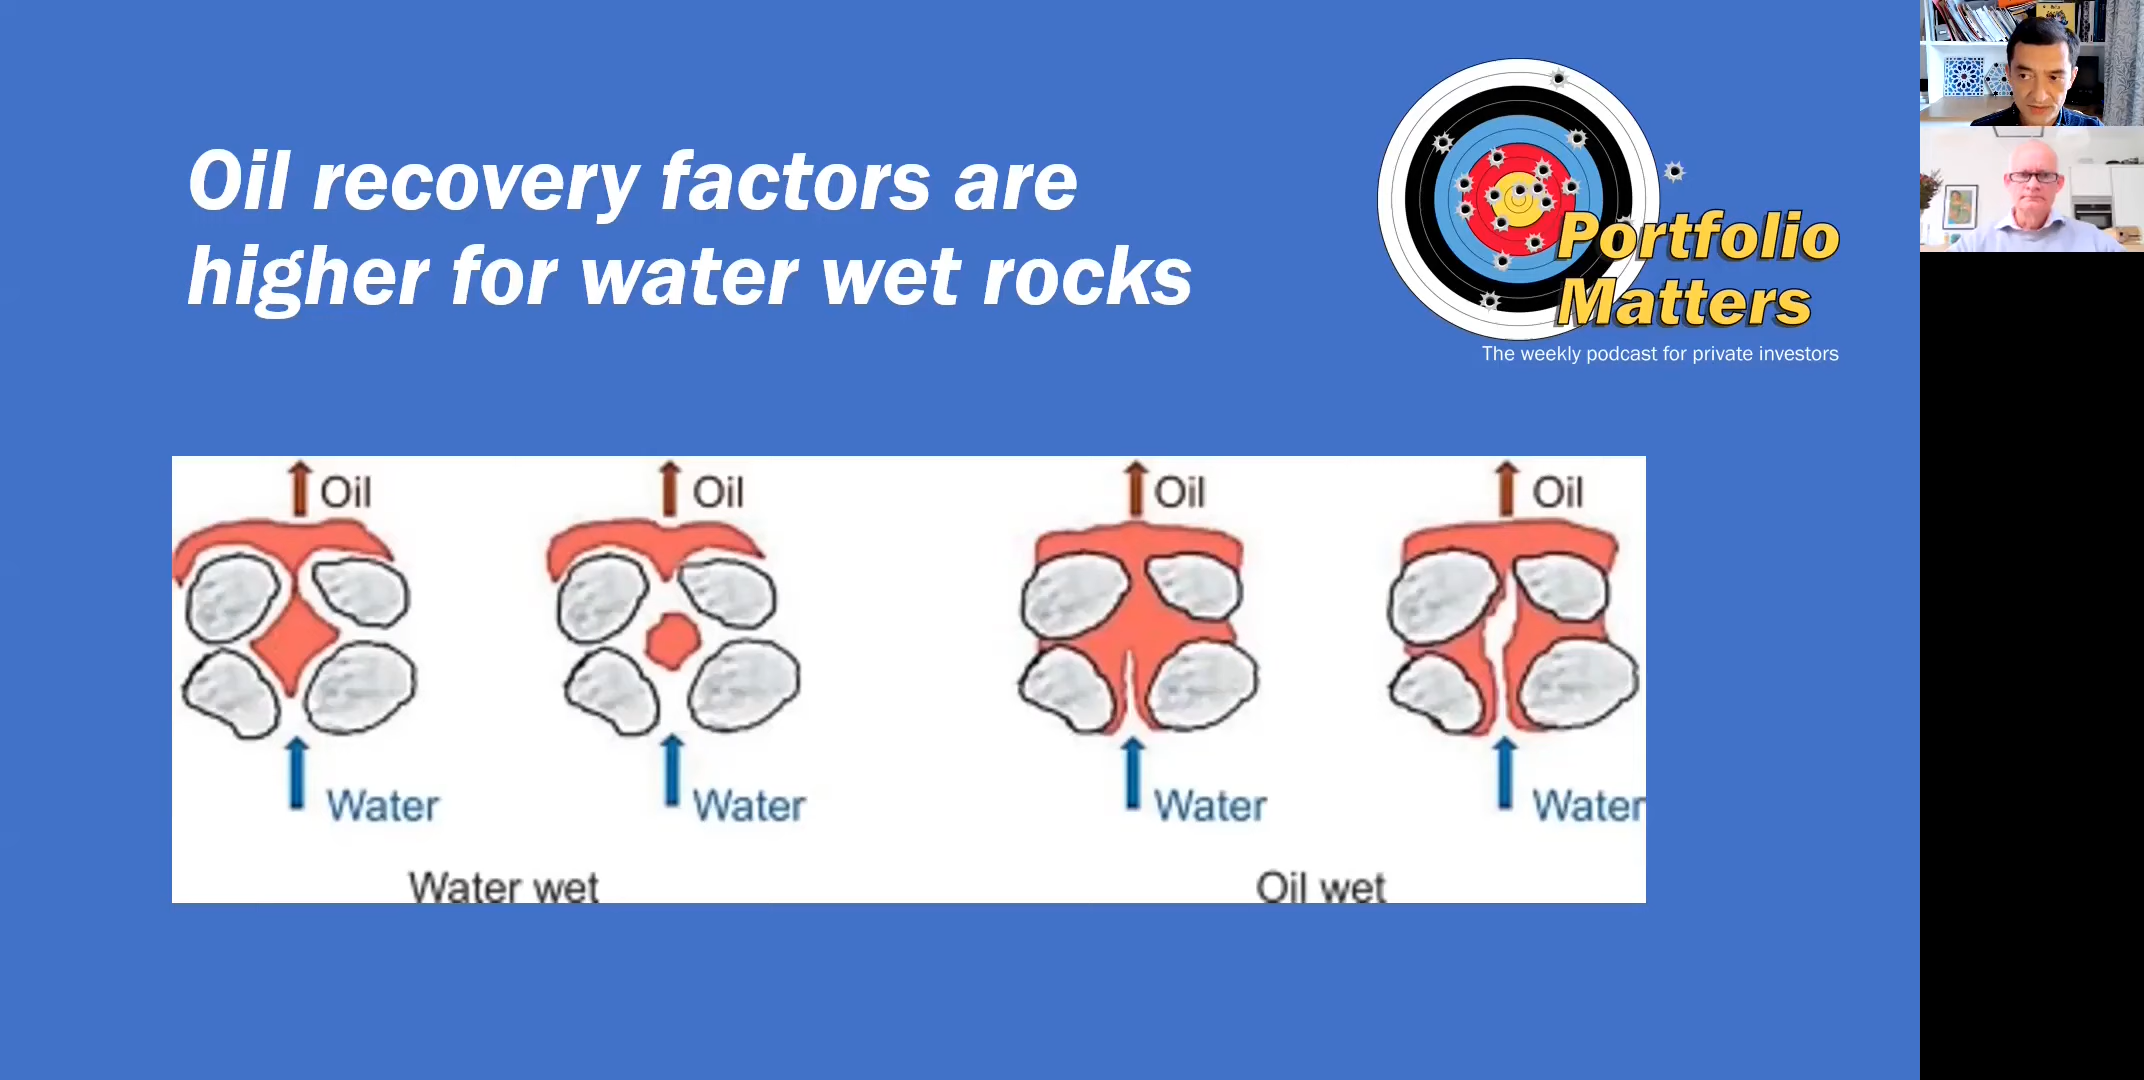 Oil recovery factors are
higher for water wet rocks
Portfolio
Matters
The weekly podcast for private investors
Oil
Oil
Oil
Oil
Water
Water
Water
Water
Water wet
Oil wet